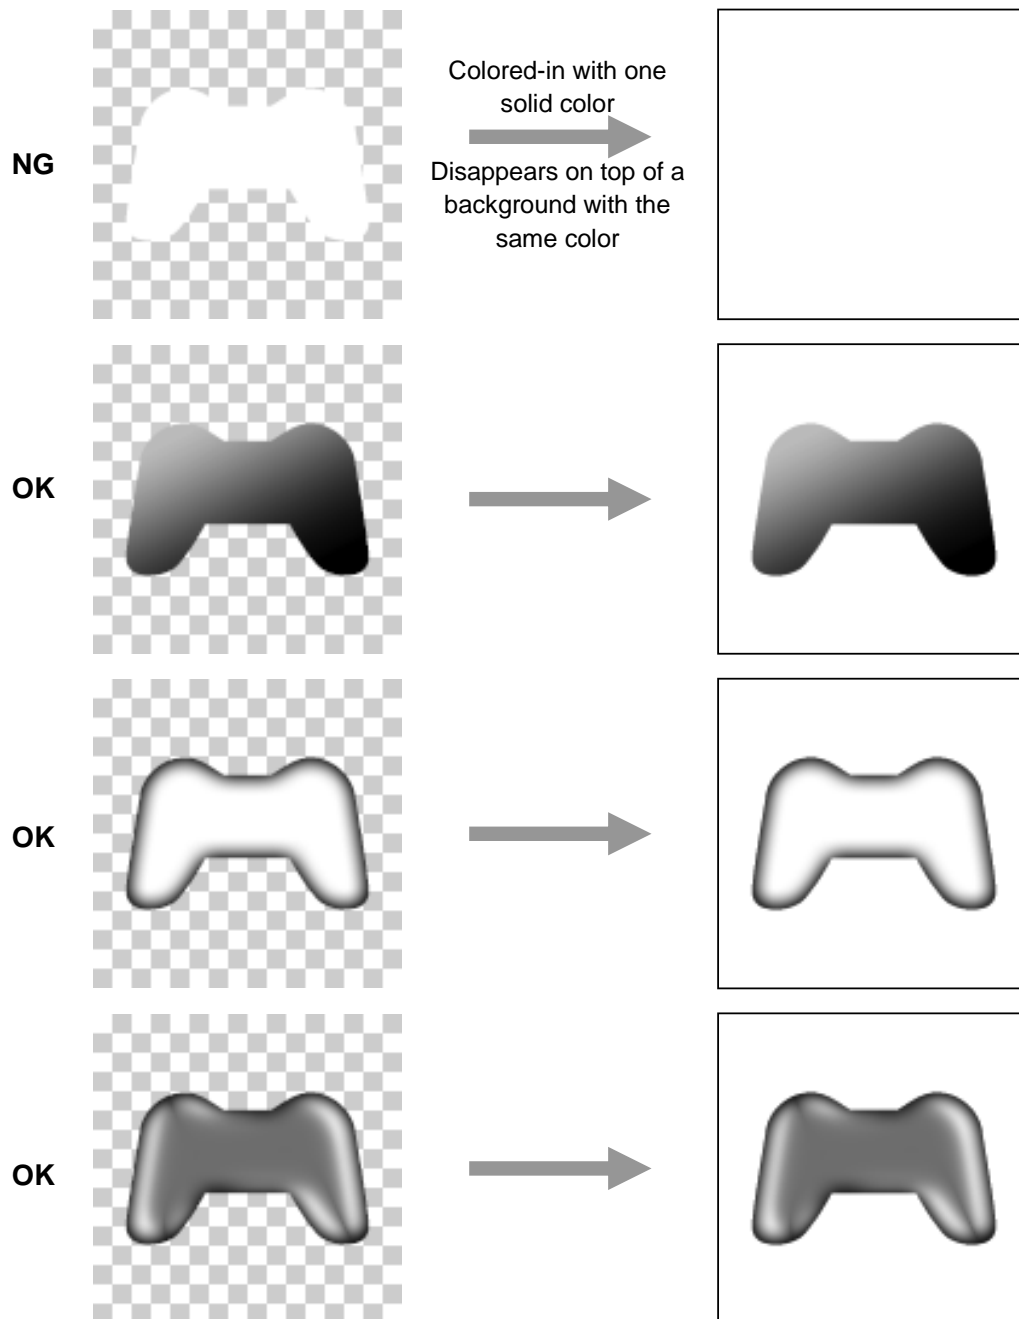 NG
Colored-in with one
solid color
Disappears on top of a
background with the
same color
OK
OK
OK